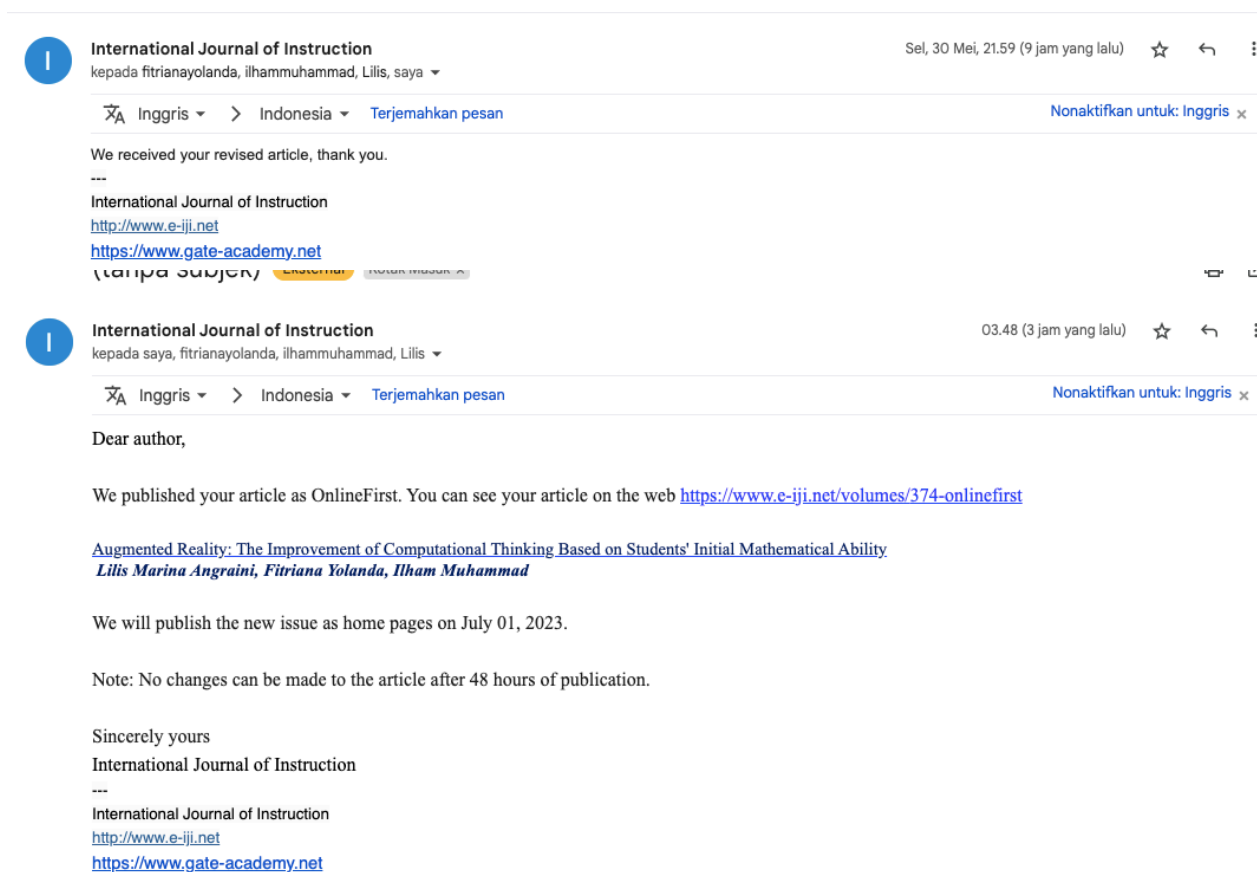 International Journal of Instruction
Sel, 30 Mei, 21.59 (9 jam yang lalu)
kepada fitrianayolanda, ilhammuhammad, Lilis, saya
Inggris > Indonesia Terjemahkan pesan Nonaktifkan untuk: Inggris ×
We received your revised article, thank you.
---
International Journal of Instruction
http://www.e-iji.net
https://www.gate-academy.net
(tanpa subjek) Eksternal Kotak Masuk ×
International Journal of Instruction
03.48 (3 jam yang lalu)
kepada saya, fitrianayolanda, ilhammuhammad, Lilis
Inggris > Indonesia Terjemahkan pesan Nonaktifkan untuk: Inggris ×
Dear author,
We published your article as OnlineFirst. You can see your article on the web https://www.e-iji.net/volumes/374-onlinefirst
Augmented Reality: The Improvement of Computational Thinking Based on Students' Initial Mathematical Ability
Lilis Marina Angraini, Fitriana Yolanda, Ilham Muhammad
We will publish the new issue as home pages on July 01, 2023.
Note: No changes can be made to the article after 48 hours of publication.
Sincerely yours
International Journal of Instruction
---
International Journal of Instruction
http://www.e-iji.net
https://www.gate-academy.net